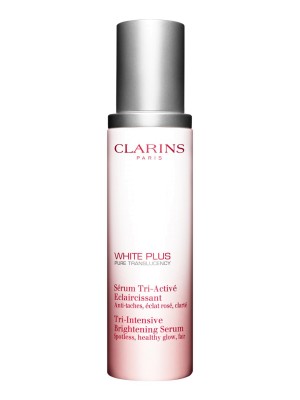 CLARINS
PARIS
WHITE PLUS
PURE TRANSLUCENCY
Sérum Tri-Activé
Eclaircissant
Anti-taches, éclat rosé, clarté
Tri-Intensive
Brightening Serum
Spotless, healthy glow, fair